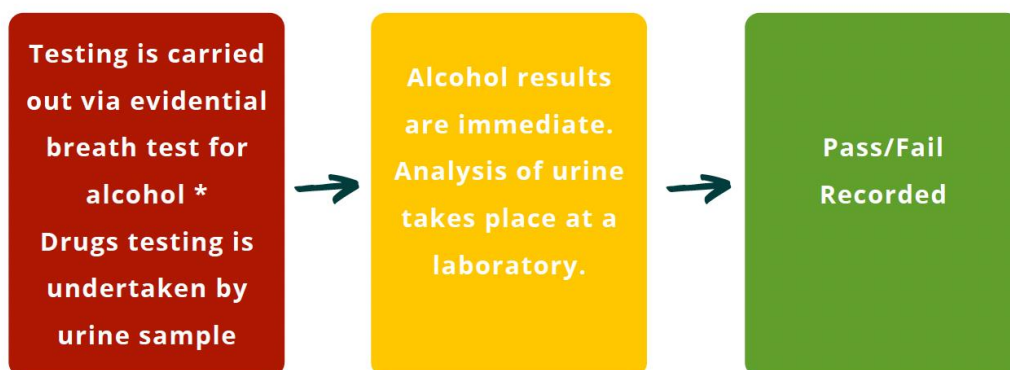 Testing is carried
out via evidential
breath test for
alcohol *
Drugs testing is
undertaken by
urine sample
Alcohol results
are immediate.
Analysis of urine
takes place at a
laboratory.
Pass/Fail
Recorded